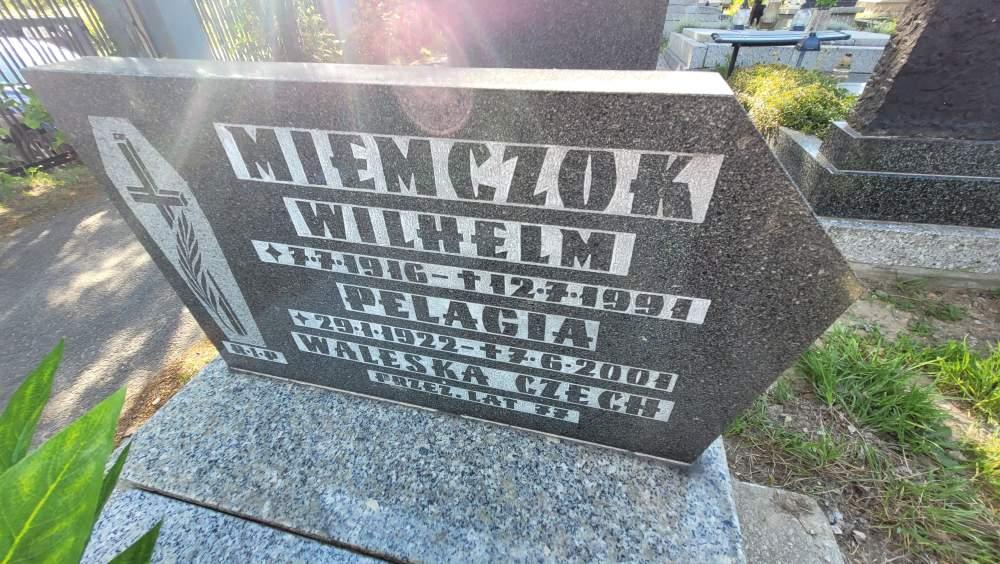 MIEMCZOK
WILHELM
✦ 7.7.1916 - † 12.7.1991
PELAGIA
✦ 29.1.1922 - † 7.6.2001
WALESKA CZECH
PRZEŻ. LAT 77
R.I.P